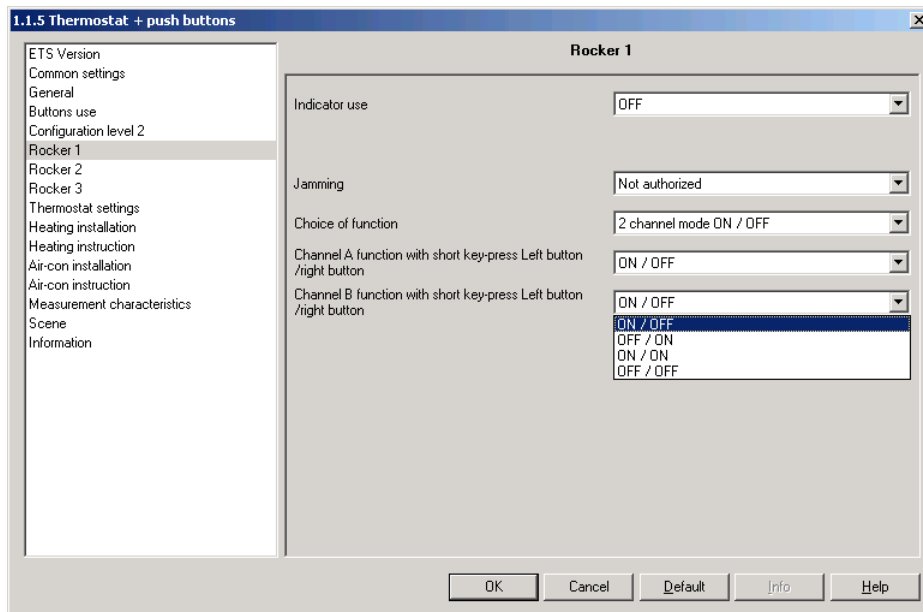 1.1.5 Thermostat + push buttons
ETS Version
Common settings
General
Buttons use
Configuration level 2
Rocker 1
Rocker 2
Rocker 3
Thermostat settings
Heating installation
Heating instruction
Air-con installation
Air-con instruction
Measurement characteristics
Scene
Information
Rocker 1
Indicator use
OFF
Jamming
Not authorized
Choice of function
2 channel mode ON / OFF
Channel A function with short key-press Left button
/right button
ON / OFF
Channel B function with short key-press Left button
/right button
ON / OFF
ON / OFF
OFF / ON
ON / ON
OFF / OFF
OK
Cancel
Default
Info
Help